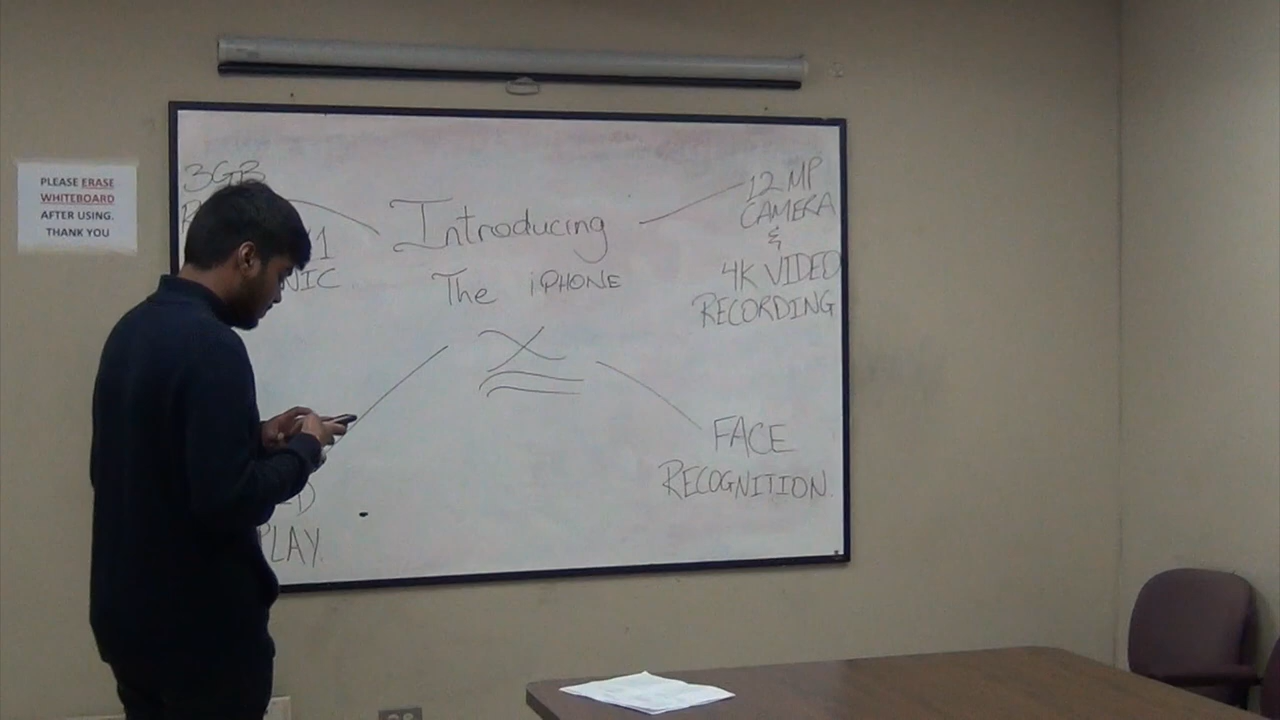 PLEASE ERASE
WHITEBOARD
AFTER USING.
THANK YOU
3GB
NIC
Introducing
The iPHONE
X
12 MP
CAMERA
&
4K VIDEO
RECORDING
FACE
RECOGNITION
PLAY